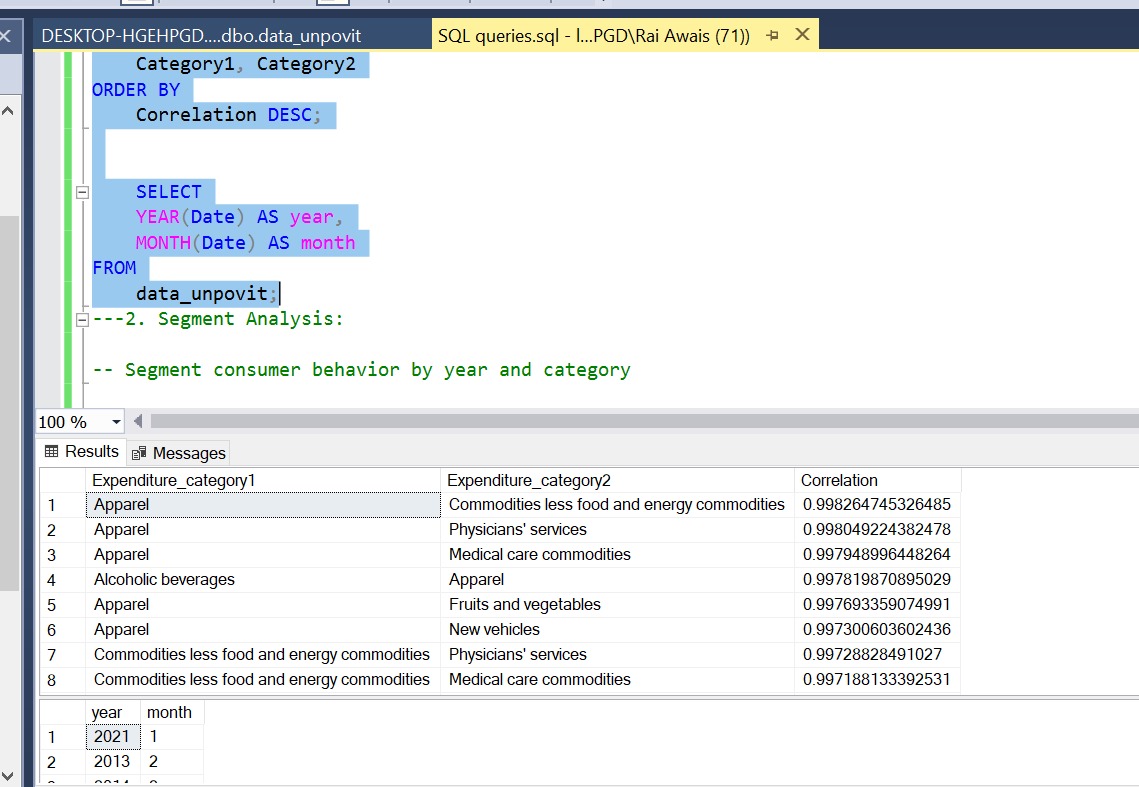 DESKTOP-HGEHPGD....dbo.data_unpovit
SQL queries.sql - l...PGD\Rai Awais (71))
Category1, Category2
ORDER BY
Correlation DESC;
SELECT
YEAR(Date) AS year,
MONTH(Date) AS month
FROM
data_unpovit;
---2. Segment Analysis:
-- Segment consumer behavior by year and category
100 %
Results Messages
Expenditure_category1 Expenditure_category2 Correlation
1 Apparel Commodities less food and energy commodities 0.998264745326485
2 Apparel Physicians' services 0.998049224382478
3 Apparel Medical care commodities 0.997948996448264
4 Alcoholic beverages Apparel 0.997819870895029
5 Apparel Fruits and vegetables 0.997693359074991
6 Apparel New vehicles 0.997300603602436
7 Commodities less food and energy commodities Physicians' services 0.99728828491027
8 Commodities less food and energy commodities Medical care commodities 0.997188133392531
year month
1 2021 1
2 2013 2